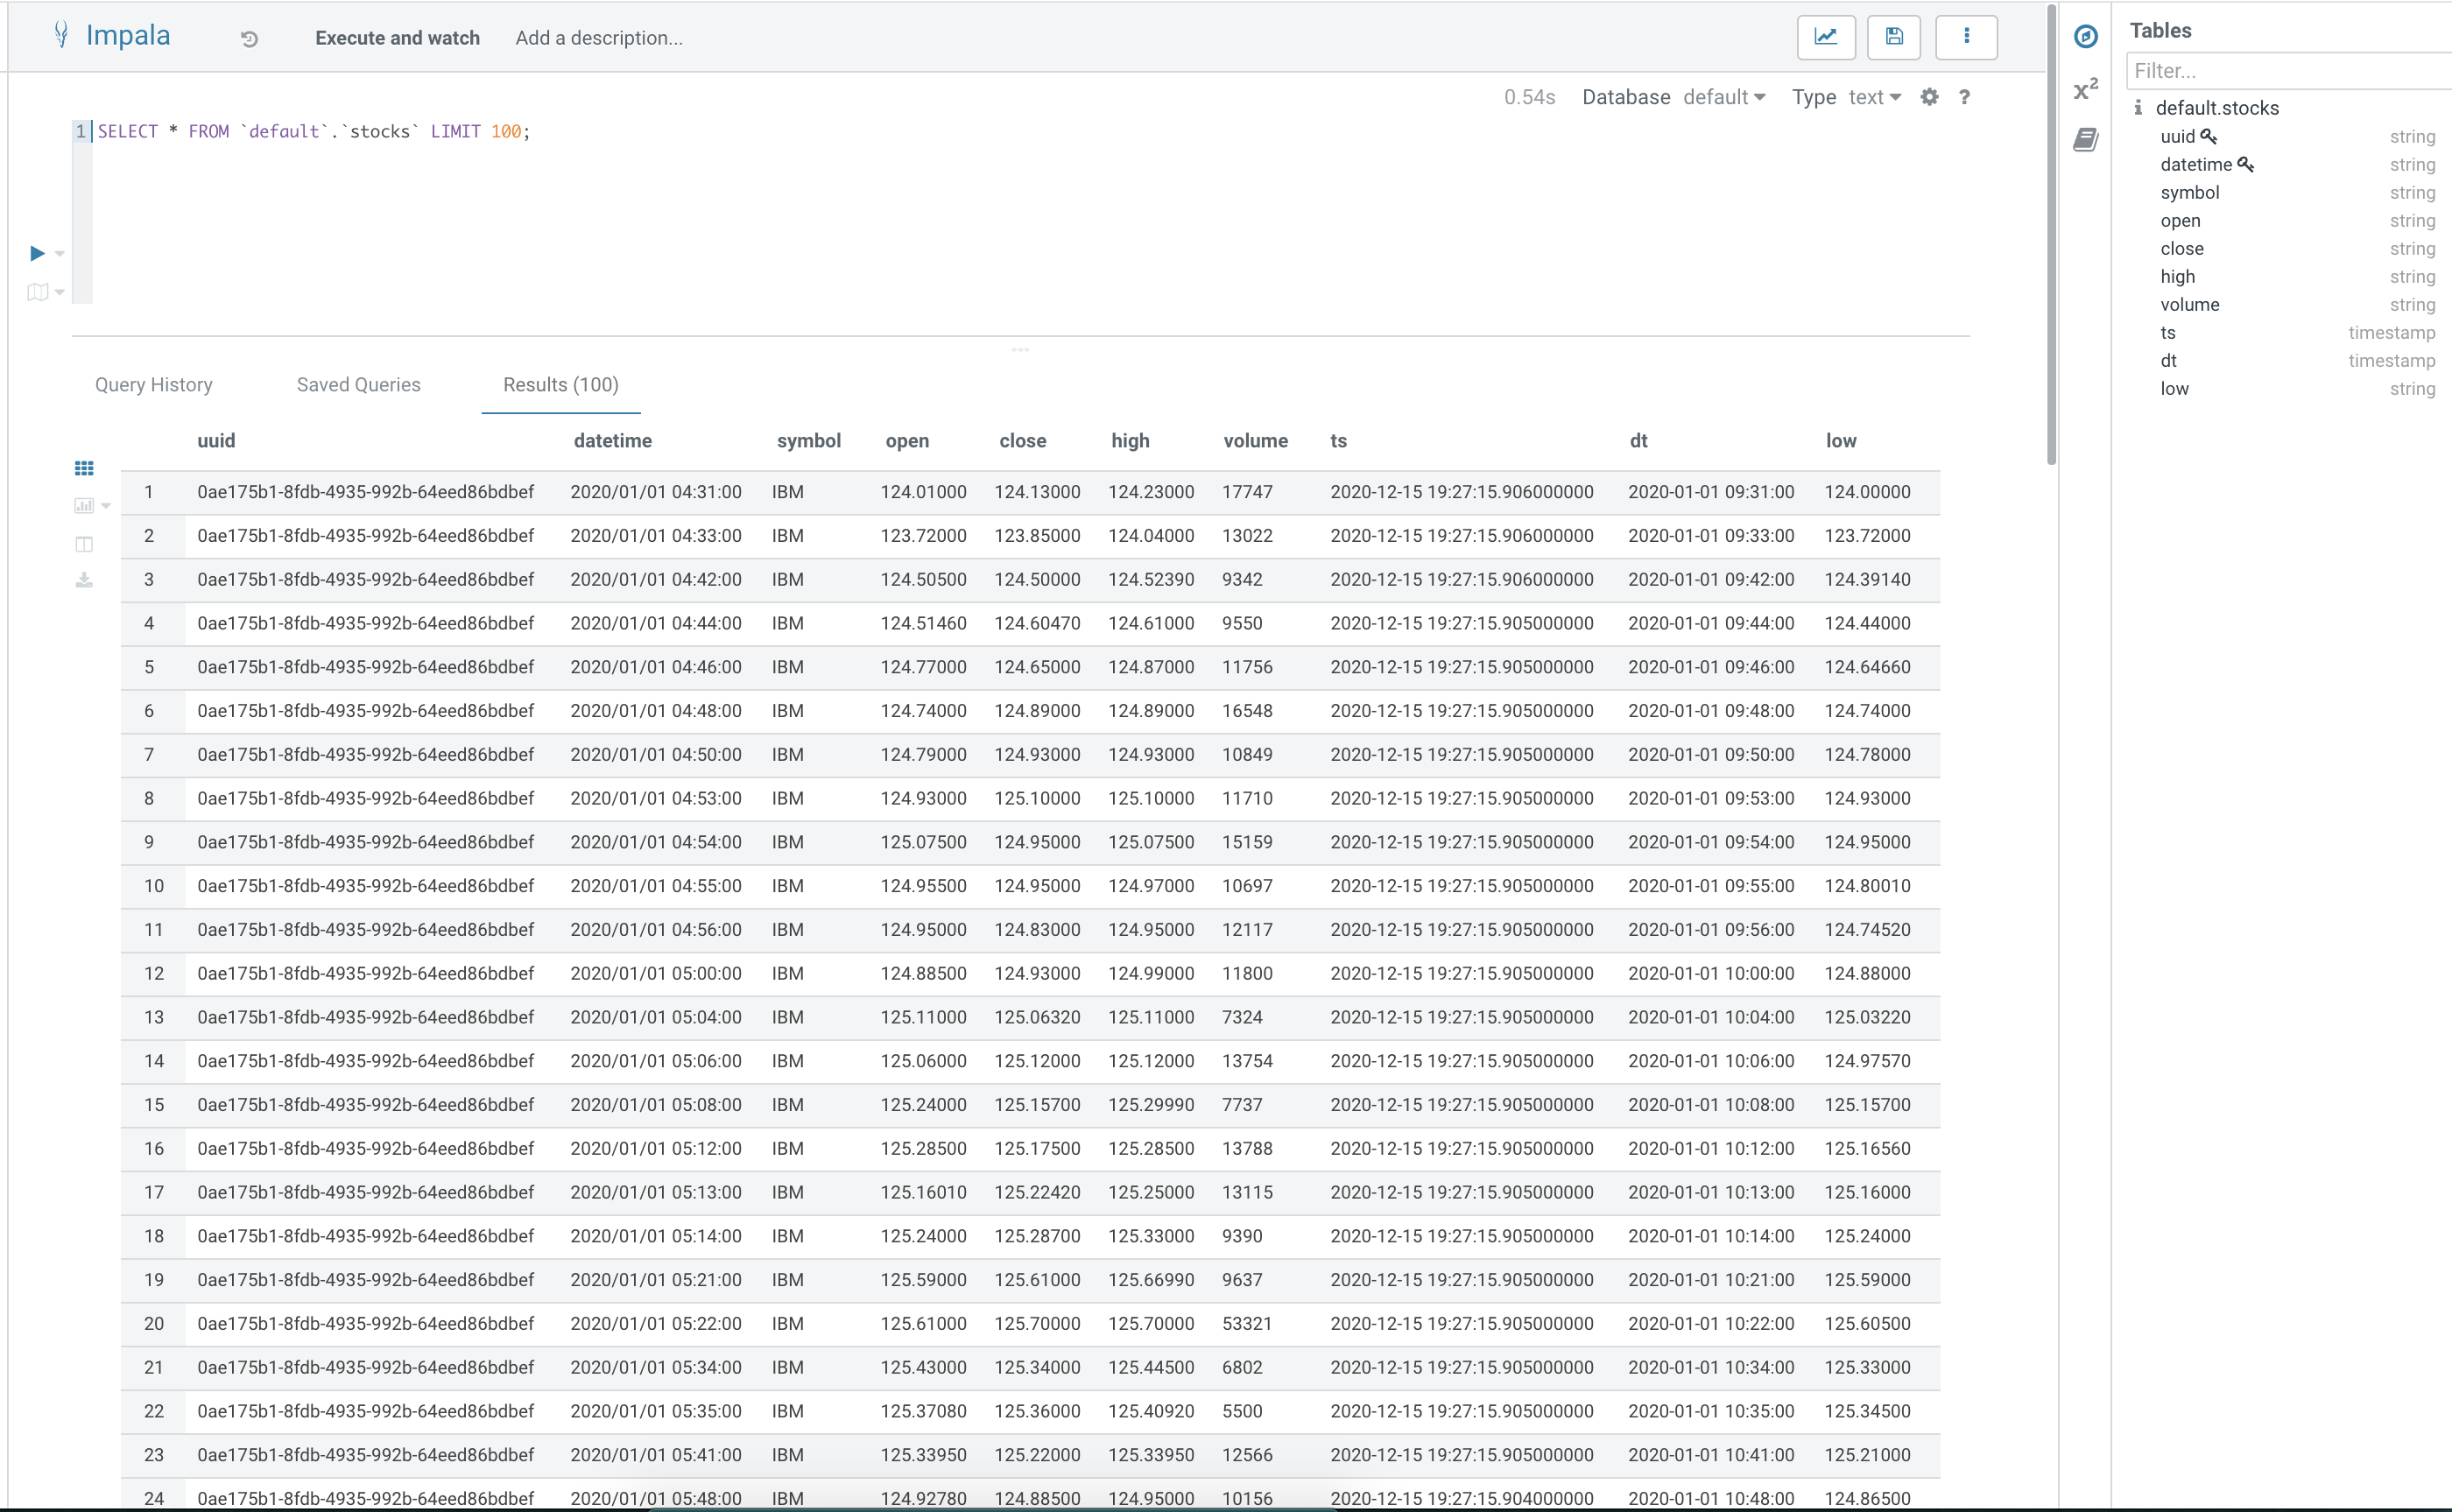 Impala Execute and watch Add a description...
0.54s Database default Type text ?
1 SELECT * FROM `default`.`stocks` LIMIT 100;
Query History Saved Queries Results (100)
uuid datetime symbol open close high volume ts dt low
1 0ae175b1-8fdb-4935-992b-64eed86bdbef 2020/01/01 04:31:00 IBM 124.01000 124.13000 124.23000 17747 2020-12-15 19:27:15.906000000 2020-01-01 09:31:00 124.00000
2 0ae175b1-8fdb-4935-992b-64eed86bdbef 2020/01/01 04:33:00 IBM 123.72000 123.85000 124.04000 13022 2020-12-15 19:27:15.906000000 2020-01-01 09:33:00 123.72000
3 0ae175b1-8fdb-4935-992b-64eed86bdbef 2020/01/01 04:42:00 IBM 124.50500 124.50000 124.52390 9342 2020-12-15 19:27:15.906000000 2020-01-01 09:42:00 124.39140
4 0ae175b1-8fdb-4935-992b-64eed86bdbef 2020/01/01 04:44:00 IBM 124.51460 124.60470 124.61000 9550 2020-12-15 19:27:15.905000000 2020-01-01 09:44:00 124.44000
5 0ae175b1-8fdb-4935-992b-64eed86bdbef 2020/01/01 04:46:00 IBM 124.77000 124.65000 124.87000 11756 2020-12-15 19:27:15.905000000 2020-01-01 09:46:00 124.64660
6 0ae175b1-8fdb-4935-992b-64eed86bdbef 2020/01/01 04:48:00 IBM 124.74000 124.89000 124.89000 16548 2020-12-15 19:27:15.905000000 2020-01-01 09:48:00 124.74000
7 0ae175b1-8fdb-4935-992b-64eed86bdbef 2020/01/01 04:50:00 IBM 124.79000 124.93000 124.93000 10849 2020-12-15 19:27:15.905000000 2020-01-01 09:50:00 124.78000
8 0ae175b1-8fdb-4935-992b-64eed86bdbef 2020/01/01 04:53:00 IBM 124.93000 125.10000 125.10000 11710 2020-12-15 19:27:15.905000000 2020-01-01 09:53:00 124.93000
9 0ae175b1-8fdb-4935-992b-64eed86bdbef 2020/01/01 04:54:00 IBM 125.07500 124.95000 125.07500 15159 2020-12-15 19:27:15.905000000 2020-01-01 09:54:00 124.95000
10 0ae175b1-8fdb-4935-992b-64eed86bdbef 2020/01/01 04:55:00 IBM 124.95500 124.95000 124.97000 10697 2020-12-15 19:27:15.905000000 2020-01-01 09:55:00 124.80010
11 0ae175b1-8fdb-4935-992b-64eed86bdbef 2020/01/01 04:56:00 IBM 124.95000 124.83000 124.95000 12117 2020-12-15 19:27:15.905000000 2020-01-01 09:56:00 124.74520
12 0ae175b1-8fdb-4935-992b-64eed86bdbef 2020/01/01 05:00:00 IBM 124.88500 124.93000 124.99000 11800 2020-12-15 19:27:15.905000000 2020-01-01 10:00:00 124.88000
13 0ae175b1-8fdb-4935-992b-64eed86bdbef 2020/01/01 05:04:00 IBM 125.11000 125.06320 125.11000 7324 2020-12-15 19:27:15.905000000 2020-01-01 10:04:00 125.03220
14 0ae175b1-8fdb-4935-992b-64eed86bdbef 2020/01/01 05:06:00 IBM 125.06000 125.12000 125.12000 13754 2020-12-15 19:27:15.905000000 2020-01-01 10:06:00 124.97570
15 0ae175b1-8fdb-4935-992b-64eed86bdbef 2020/01/01 05:08:00 IBM 125.24000 125.15700 125.29990 7737 2020-12-15 19:27:15.905000000 2020-01-01 10:08:00 125.15700
16 0ae175b1-8fdb-4935-992b-64eed86bdbef 2020/01/01 05:12:00 IBM 125.28500 125.17500 125.28500 13788 2020-12-15 19:27:15.905000000 2020-01-01 10:12:00 125.16560
17 0ae175b1-8fdb-4935-992b-64eed86bdbef 2020/01/01 05:13:00 IBM 125.16010 125.22420 125.25000 13115 2020-12-15 19:27:15.905000000 2020-01-01 10:13:00 125.16000
18 0ae175b1-8fdb-4935-992b-64eed86bdbef 2020/01/01 05:14:00 IBM 125.24000 125.28700 125.33000 9390 2020-12-15 19:27:15.905000000 2020-01-01 10:14:00 125.24000
19 0ae175b1-8fdb-4935-992b-64eed86bdbef 2020/01/01 05:21:00 IBM 125.59000 125.61000 125.66990 9637 2020-12-15 19:27:15.905000000 2020-01-01 10:21:00 125.59000
20 0ae175b1-8fdb-4935-992b-64eed86bdbef 2020/01/01 05:22:00 IBM 125.61000 125.70000 125.70000 53321 2020-12-15 19:27:15.905000000 2020-01-01 10:22:00 125.60500
21 0ae175b1-8fdb-4935-992b-64eed86bdbef 2020/01/01 05:34:00 IBM 125.43000 125.34000 125.44500 6802 2020-12-15 19:27:15.905000000 2020-01-01 10:34:00 125.33000
22 0ae175b1-8fdb-4935-992b-64eed86bdbef 2020/01/01 05:35:00 IBM 125.37080 125.36000 125.40920 5500 2020-12-15 19:27:15.905000000 2020-01-01 10:35:00 125.34500
23 0ae175b1-8fdb-4935-992b-64eed86bdbef 2020/01/01 05:41:00 IBM 125.33950 125.22000 125.33950 12566 2020-12-15 19:27:15.905000000 2020-01-01 10:41:00 125.21000
24 0ae175b1-8fdb-4935-992b-64eed86bdbef 2020/01/01 05:48:00 IBM 124.92780 124.88500 124.95000 10156 2020-12-15 19:27:15.904000000 2020-01-01 10:48:00 124.86500
x²
Tables
Filter...
default.stocks
uuid string
datetime string
symbol string
open string
close string
high string
volume string
ts timestamp
dt timestamp
low string